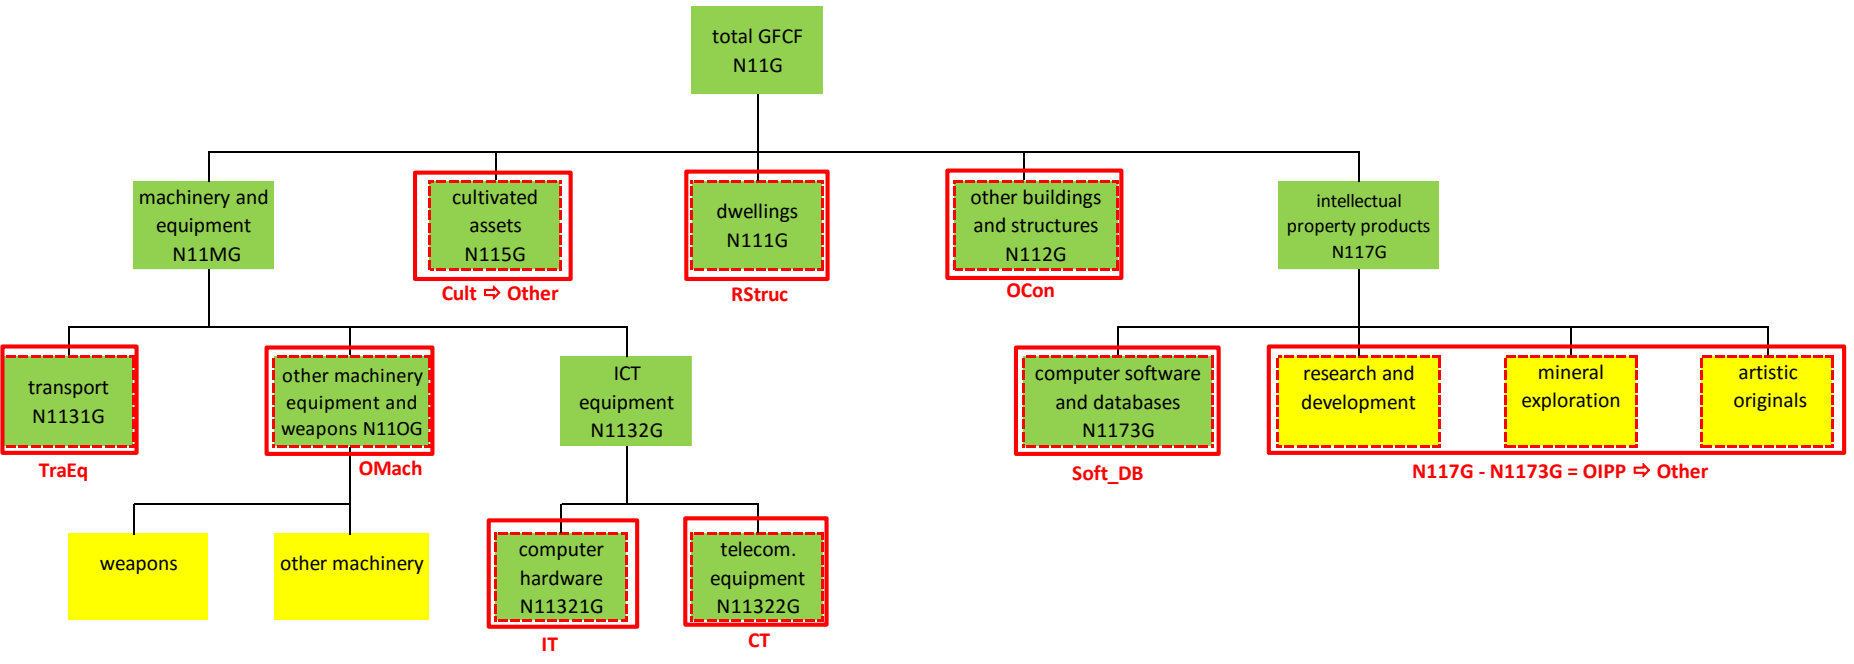 total GFCF
N11G
machinery and
equipment
N11MG
cultivated
assets
N115G
dwellings
N111G
other buildings
and structures
N112G
intellectual
property products
N117G
Cult ⇨ Other
RStruc
OCon
transport
N1131G
other machinery
equipment and
weapons N11OG
ICT
equipment
N1132G
computer software
and databases
N1173G
research and
development
mineral
exploration
artistic
originals
TraEq
OMach
Soft_DB
N117G - N1173G = OIPP ⇨ Other
weapons
other machinery
computer
hardware
N11321G
telecom.
equipment
N11322G
IT
CT